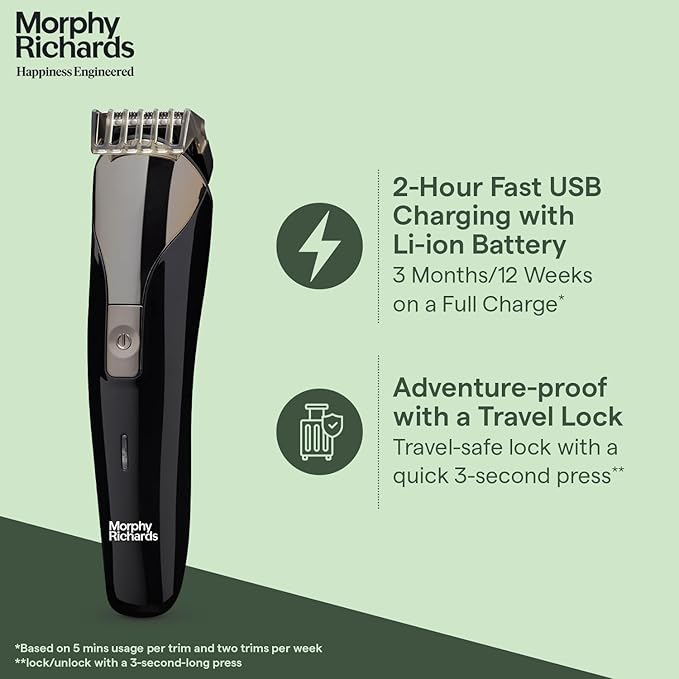 Morphy
Richards
Happiness Engineered
2-Hour Fast USB
Charging with
Li-ion Battery
3 Months/12 Weeks
on a Full Charge*
Adventure-proof
with a Travel Lock
Travel-safe lock with a
quick 3-second press**
Morphy
Richards
*Based on 5 mins usage per trim and two trims per week
**lock/unlock with a 3-second-long press